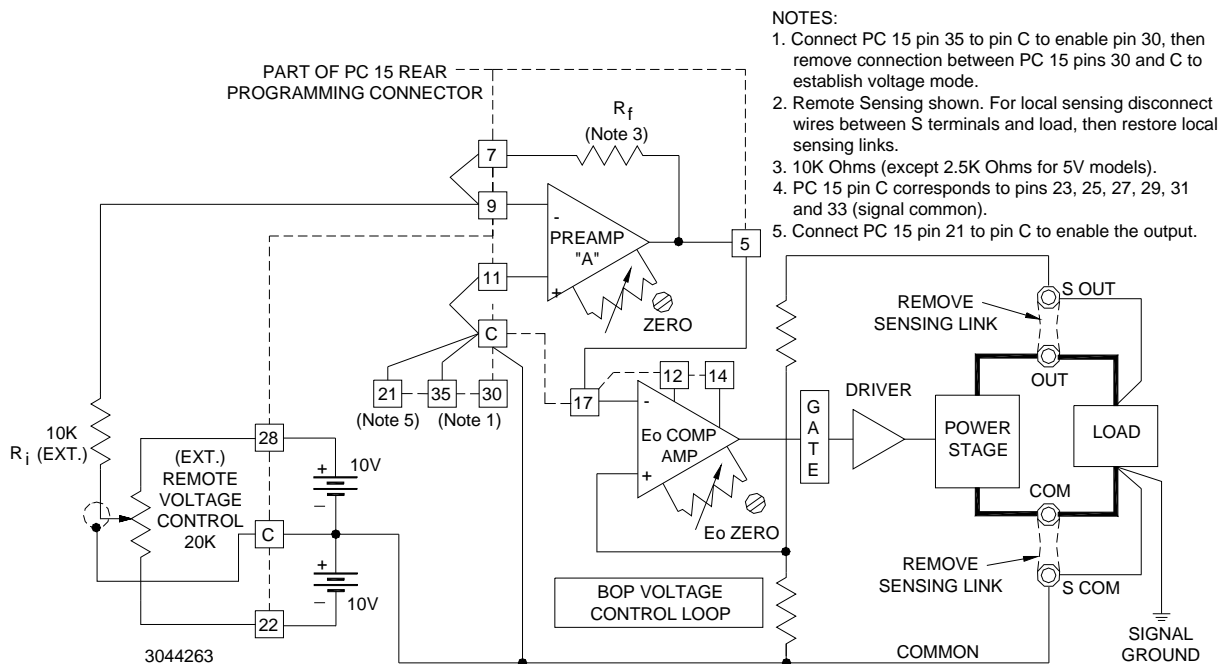 NOTES:
1. Connect PC 15 pin 35 to pin C to enable pin 30, then
remove connection between PC 15 pins 30 and C to
establish voltage mode.
2. Remote Sensing shown. For local sensing disconnect
wires between S terminals and load, then restore local
sensing links.
3. 10K Ohms (except 2.5K Ohms for 5V models).
4. PC 15 pin C corresponds to pins 23, 25, 27, 29, 31
and 33 (signal common).
5. Connect PC 15 pin 21 to pin C to enable the output.
PART OF PC 15 REAR
PROGRAMMING CONNECTOR
Rf
(Note 3)
7
9
-
PREAMP
"A"
+
5
11
ZERO
C
21
35
30
(Note 5)
(Note 1)
17
12
14
-
Eo COMP
AMP
+
Eo ZERO
GATE
DRIVER
POWER
STAGE
LOAD
S OUT
REMOVE
SENSING LINK
OUT
COM
REMOVE
SENSING LINK
S COM
10K
Ri (EXT.)
(EXT.)
REMOTE
VOLTAGE
CONTROL
20K
28
+
10V
–
C
+
10V
–
22
BOP VOLTAGE
CONTROL LOOP
COMMON
SIGNAL
GROUND
3044263